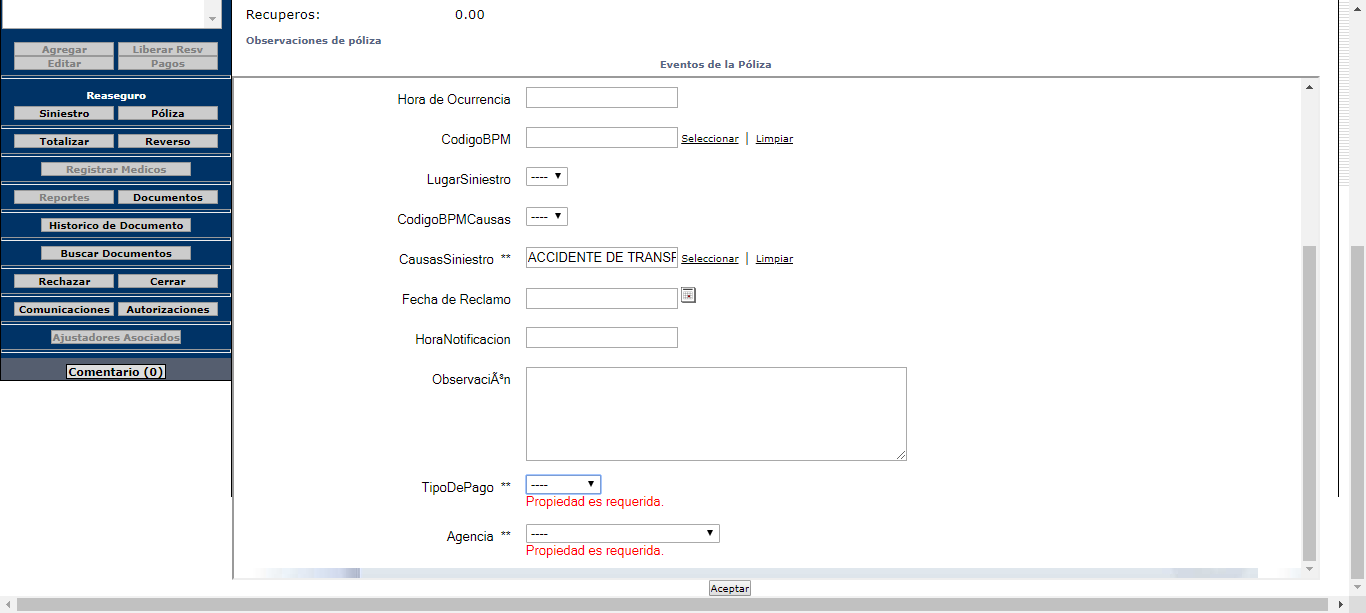 Recuperos: 0.00
Observaciones de póliza
Eventos de la Póliza
Agregar Liberar Resv
Editar Pagos
Reaseguro
Siniestro Póliza
Totalizar Reverso
Registrar Medicos
Reportes Documentos
Historico de Documento
Buscar Documentos
Rechazar Cerrar
Comunicaciones Autorizaciones
Ajustadores Asociados
Comentario (0)
Hora de Ocurrencia
CodigoBPM Seleccionar | Limpiar
LugarSiniestro ----
CodigoBPMCausas ----
CausasSiniestro ** ACCIDENTE DE TRANSF Seleccionar | Limpiar
Fecha de Reclamo
HoraNotificacion
ObservaciÃ³n
TipoDePago ** ----
Propiedad es requerida.
Agencia ** ----
Propiedad es requerida.
Aceptar